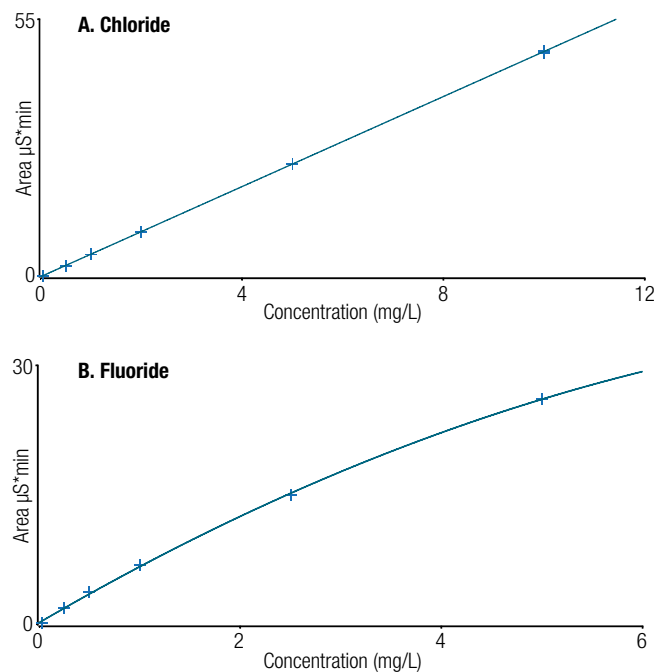 A. Chloride
55
Area µS*min
0
0 4 8 12
Concentration (mg/L)
B. Fluoride
30
Area µS*min
0
0 2 4 6
Concentration (mg/L)